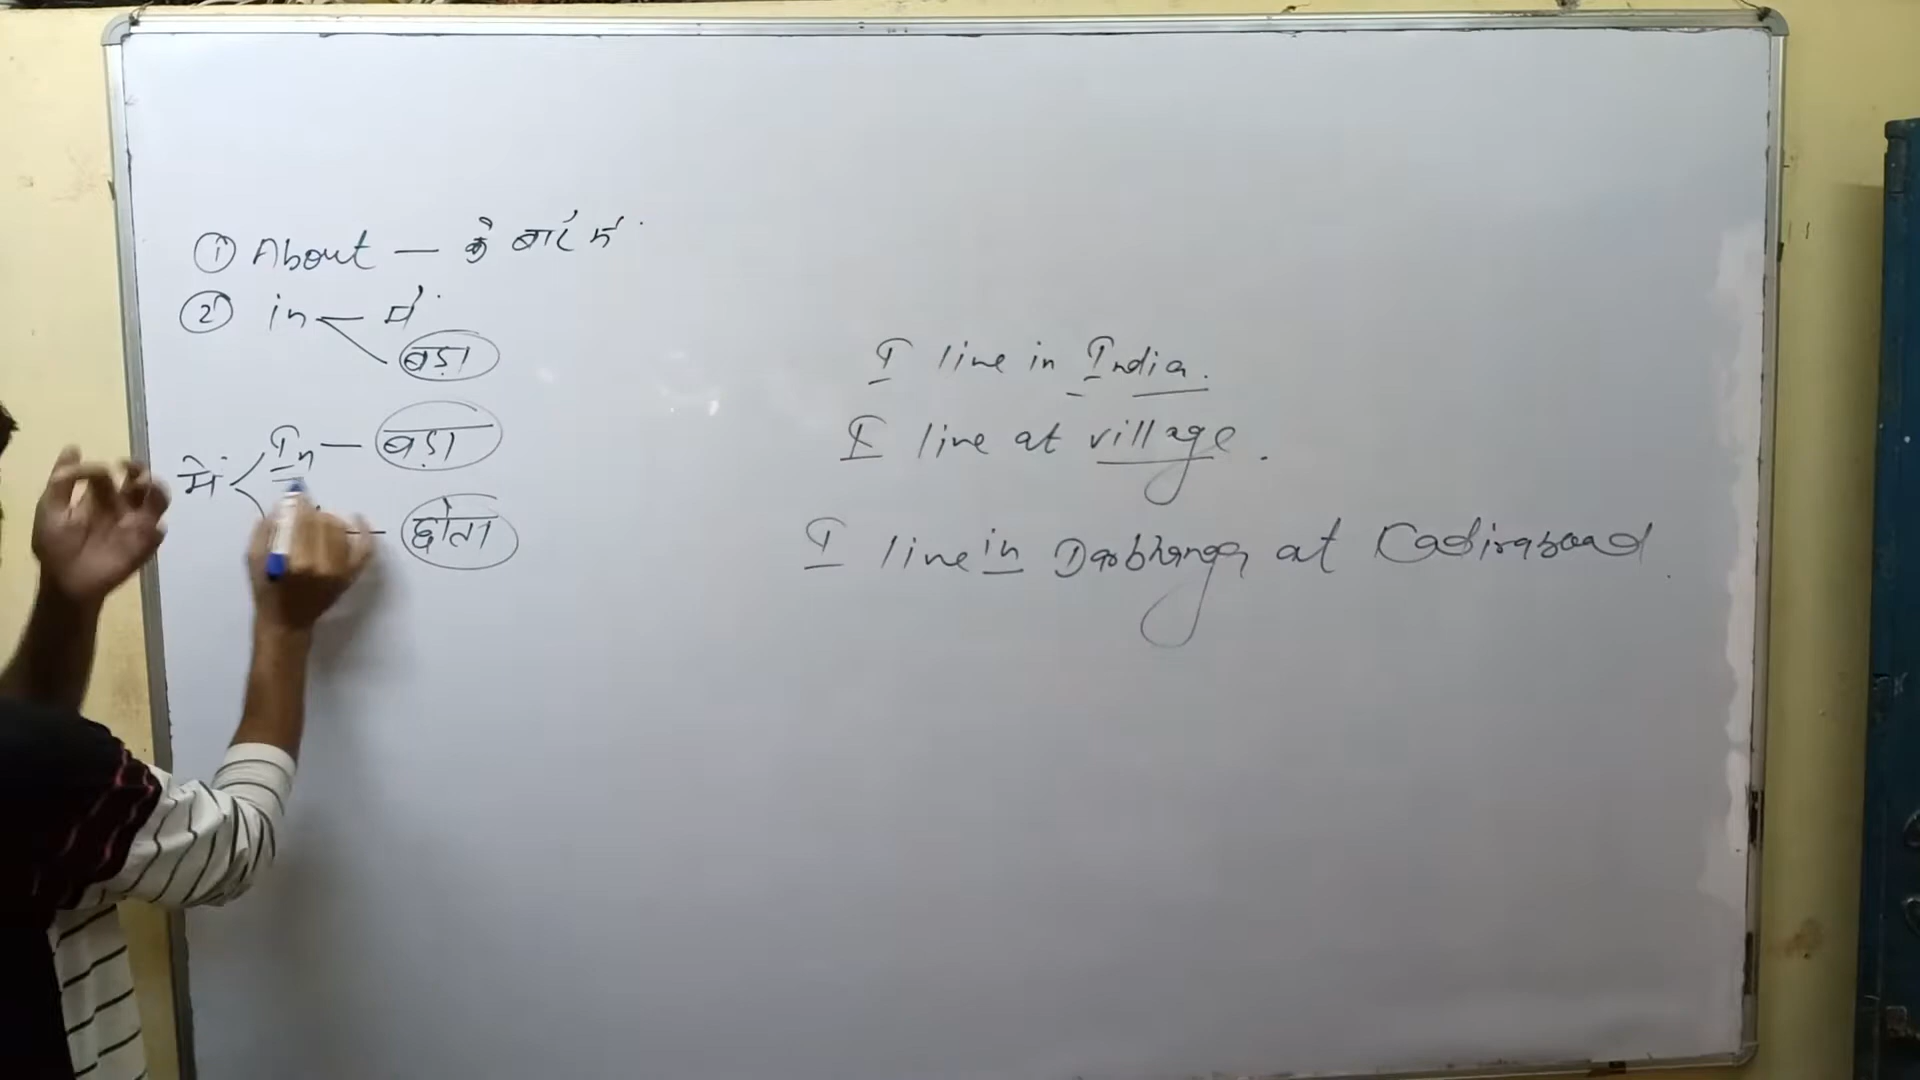 ① About — के बारे में
② in — में
बड़ा
In — बड़ा
में
— छोटा
I live in India.
I live at village.
I live in Darbhanga at Kadirabad.